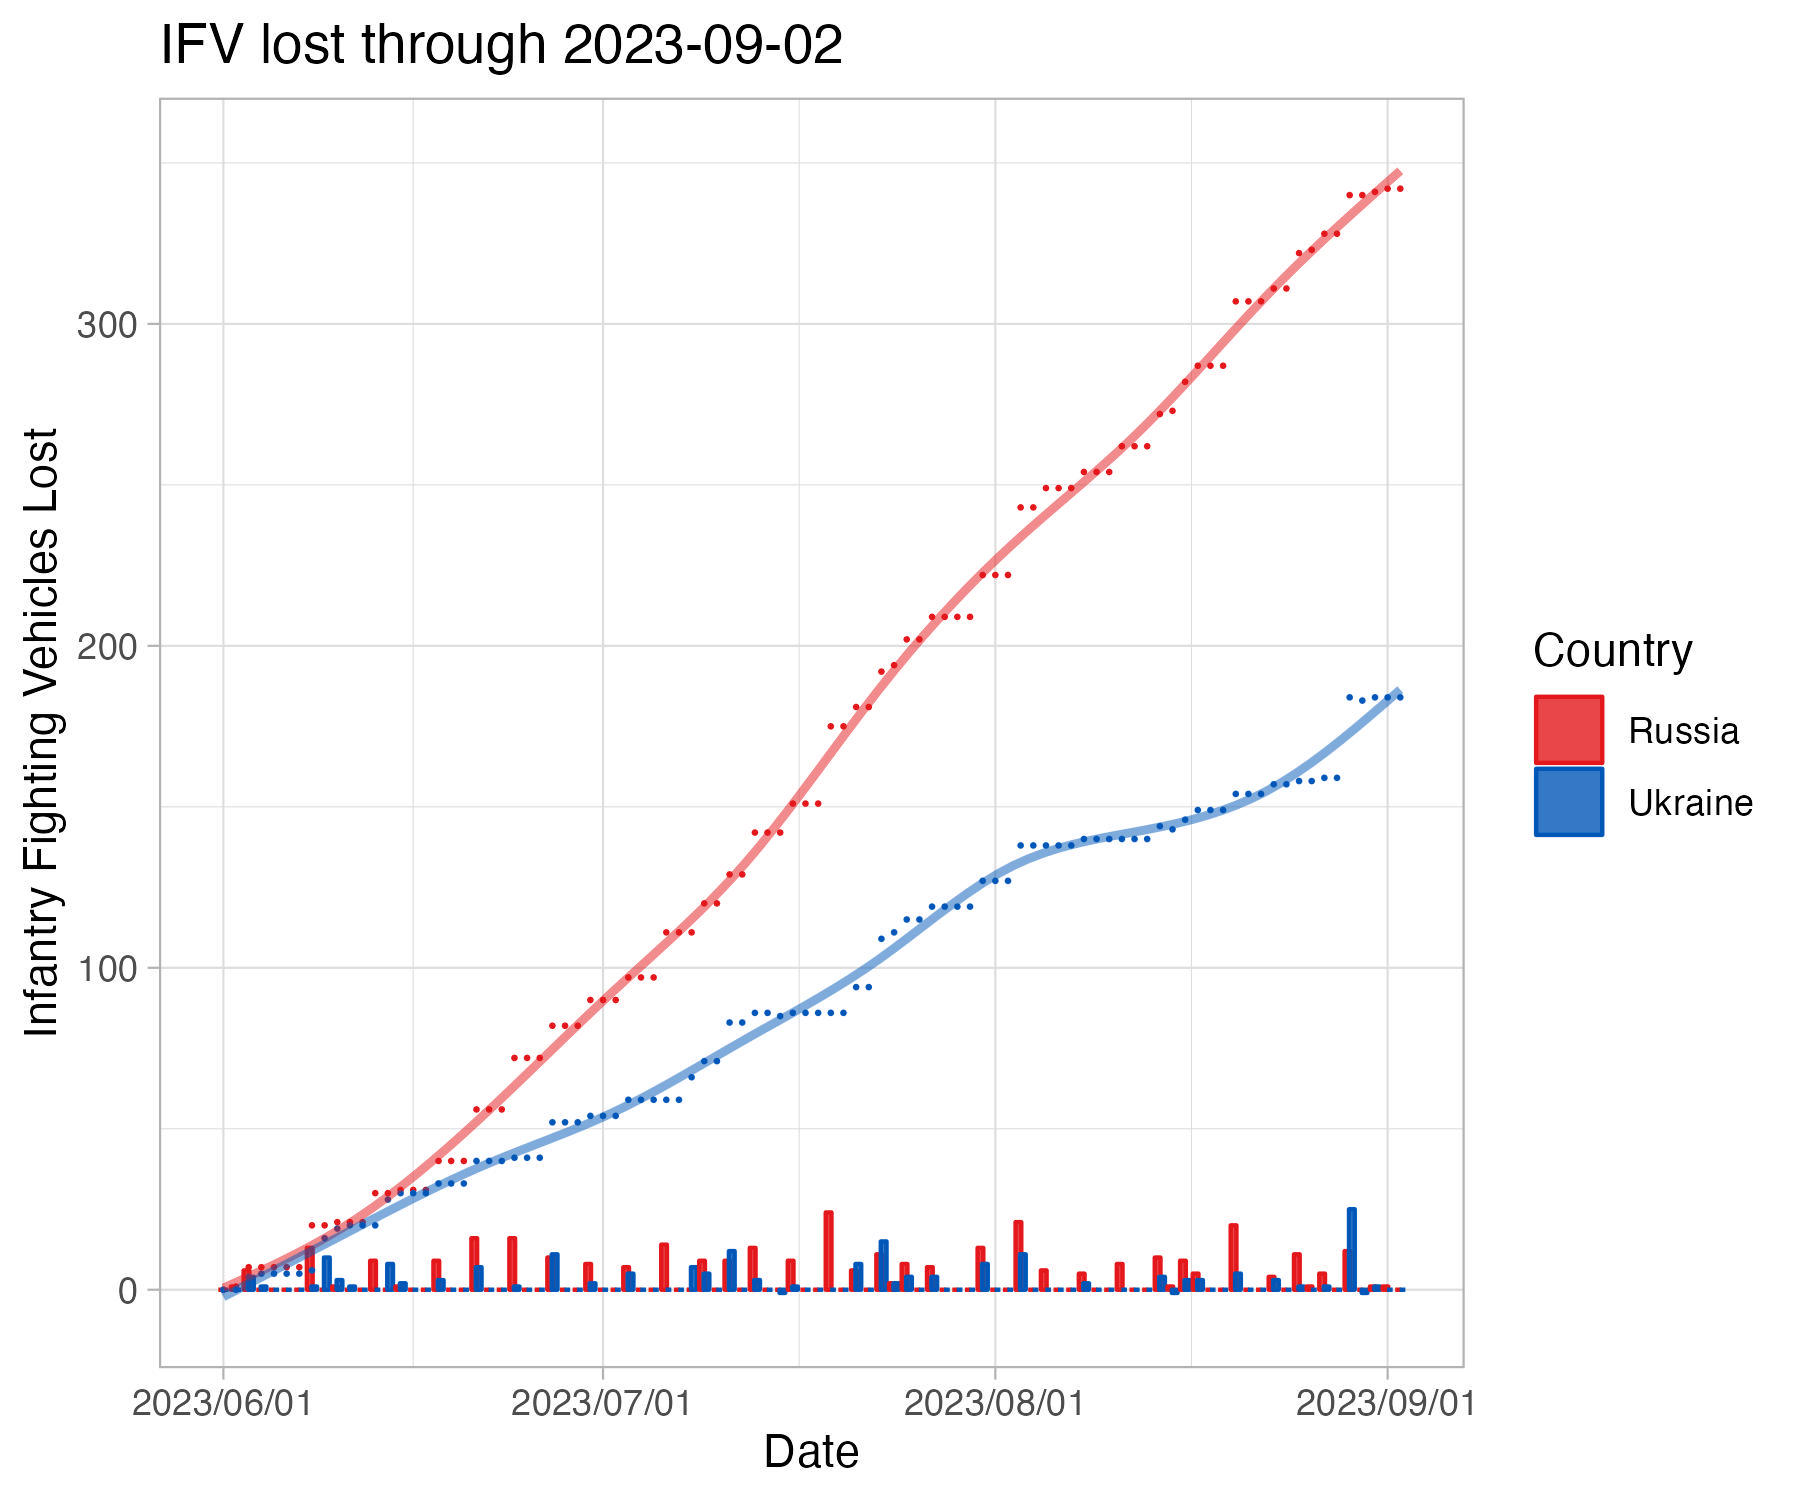 IFV lost through 2023-09-02
Infantry Fighting Vehicles Lost
300
200
100
0
2023/06/01
2023/07/01
2023/08/01
2023/09/01
Date
Country
Russia
Ukraine